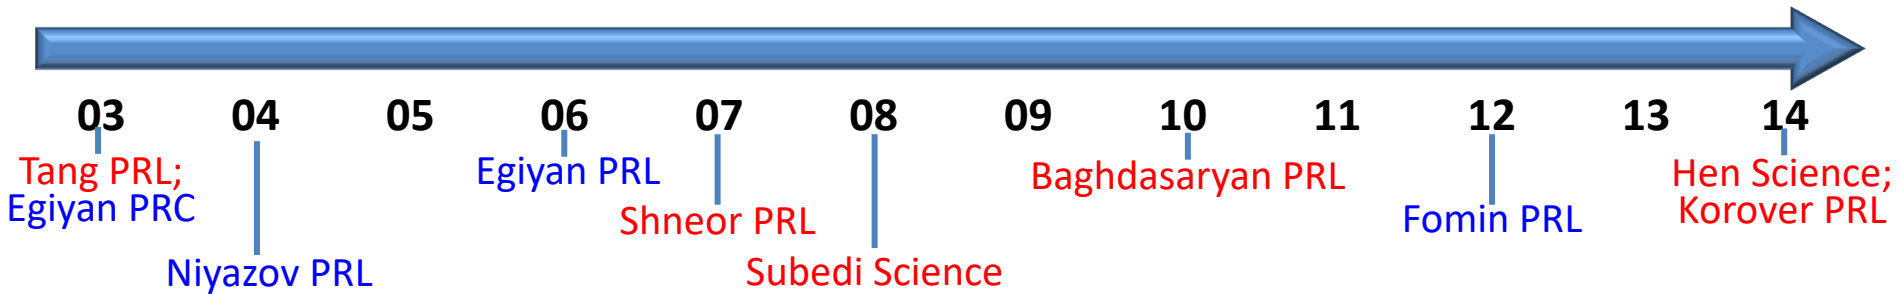 03 04 05 06 07 08 09 10 11 12 13 14
Tang PRL;
Egiyan PRC
Niyazov PRL
Egiyan PRL
Shneor PRL
Subedi Science
Baghdasaryan PRL
Fomin PRL
Hen Science;
Korover PRL